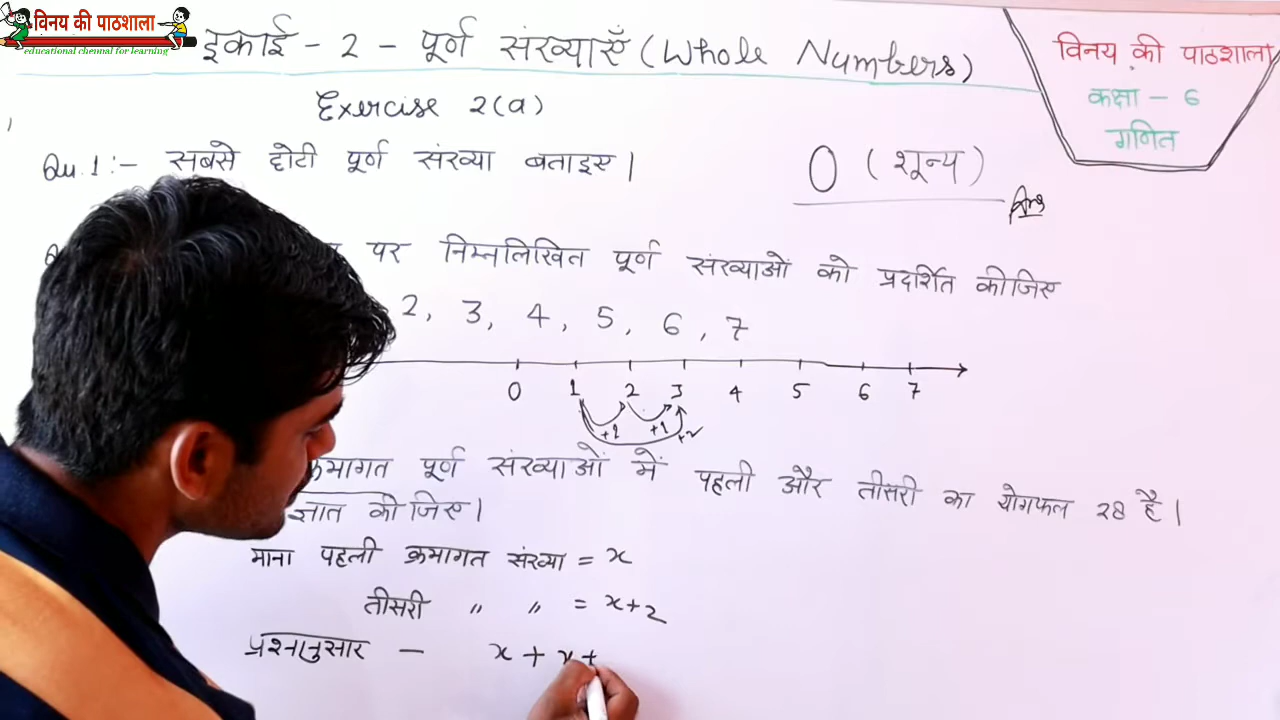 विनय की पाठशाला
educational chennal for learning
इकाई - 2 - पूर्ण संख्याएँ (Whole Numbers)
विनय की पाठशाला
कक्षा - 6
गणित
Exercise 2(a)
Qu. 1 :- सबसे छोटी पूर्ण संख्या बताइए।
0 (शून्य)
Ans
पर निम्नलिखित पूर्ण संख्याओं को प्रदर्शित कीजिए
2, 3, 4, 5, 6, 7
0 1 2 3 4 5 6 7
+1 +1 +2
क्रमागत पूर्ण संख्याओं में पहली और तीसरी का योगफल 28 है।
ज्ञात कीजिए।
माना पहली क्रमागत संख्या = x
तीसरी " " = x+2
प्रश्नानुसार - x + x+